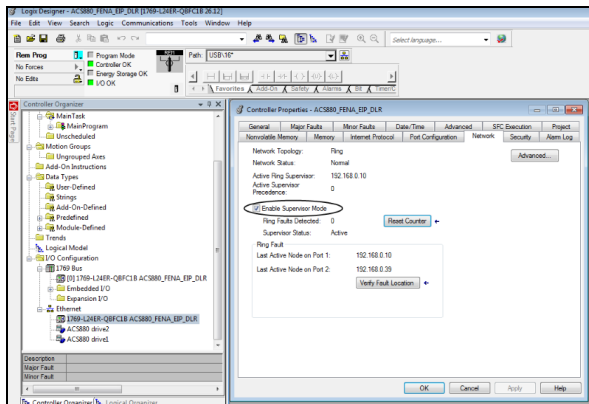 Logix Designer - ACS880_FENA_EIP_DLR [1769-L24ER-QBFC1B 26.12]
File Edit View Search Logic Communications Tools Window Help
Select language...
Rem Prog
No Forces
No Edits
Program Mode
Controller OK
Energy Storage OK
I/O OK
Path: USB\16*
Favorites Add-On Safety Alarms Bit Timer/C
Start Page
Controller Organizer
MainTask
MainProgram
Unscheduled
Motion Groups
Ungrouped Axes
Add-On Instructions
Data Types
User-Defined
Strings
Add-On-Defined
Predefined
Module-Defined
Trends
Logical Model
I/O Configuration
1769 Bus
[0] 1769-L24ER-QBFC1B ACS880_FENA_EIP_DLR
Embedded I/O
Expansion I/O
Ethernet
1769-L24ER-QBFC1B ACS880_FENA_EIP_DLR
ACS880 drive2
ACS880 drive1
Description
Major Fault
Minor Fault
Controller Organizer Logical Organizer
Controller Properties - ACS880_FENA_EIP_DLR
General Major Faults Minor Faults Date/Time Advanced SFC Execution Project
Nonvolatile Memory Memory Internet Protocol Port Configuration Network Security Alarm Log
Network Topology: Ring
Advanced...
Network Status: Normal
Active Ring Supervisor: 192.168.0.10
Active Supervisor Precedence: 0
Enable Supervisor Mode
Ring Faults Detected: 0
Reset Counter
Supervisor Status: Active
Ring Fault
Last Active Node on Port 1: 192.168.0.10
Last Active Node on Port 2: 192.168.0.39
Verify Fault Location
OK Cancel Apply Help